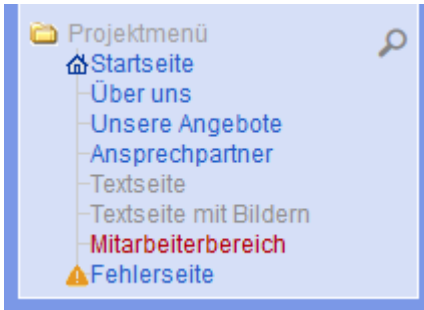 Projektmenü
Startseite
Über uns
Unsere Angebote
Ansprechpartner
Textseite
Textseite mit Bildern
Mitarbeiterbereich
Fehlerseite